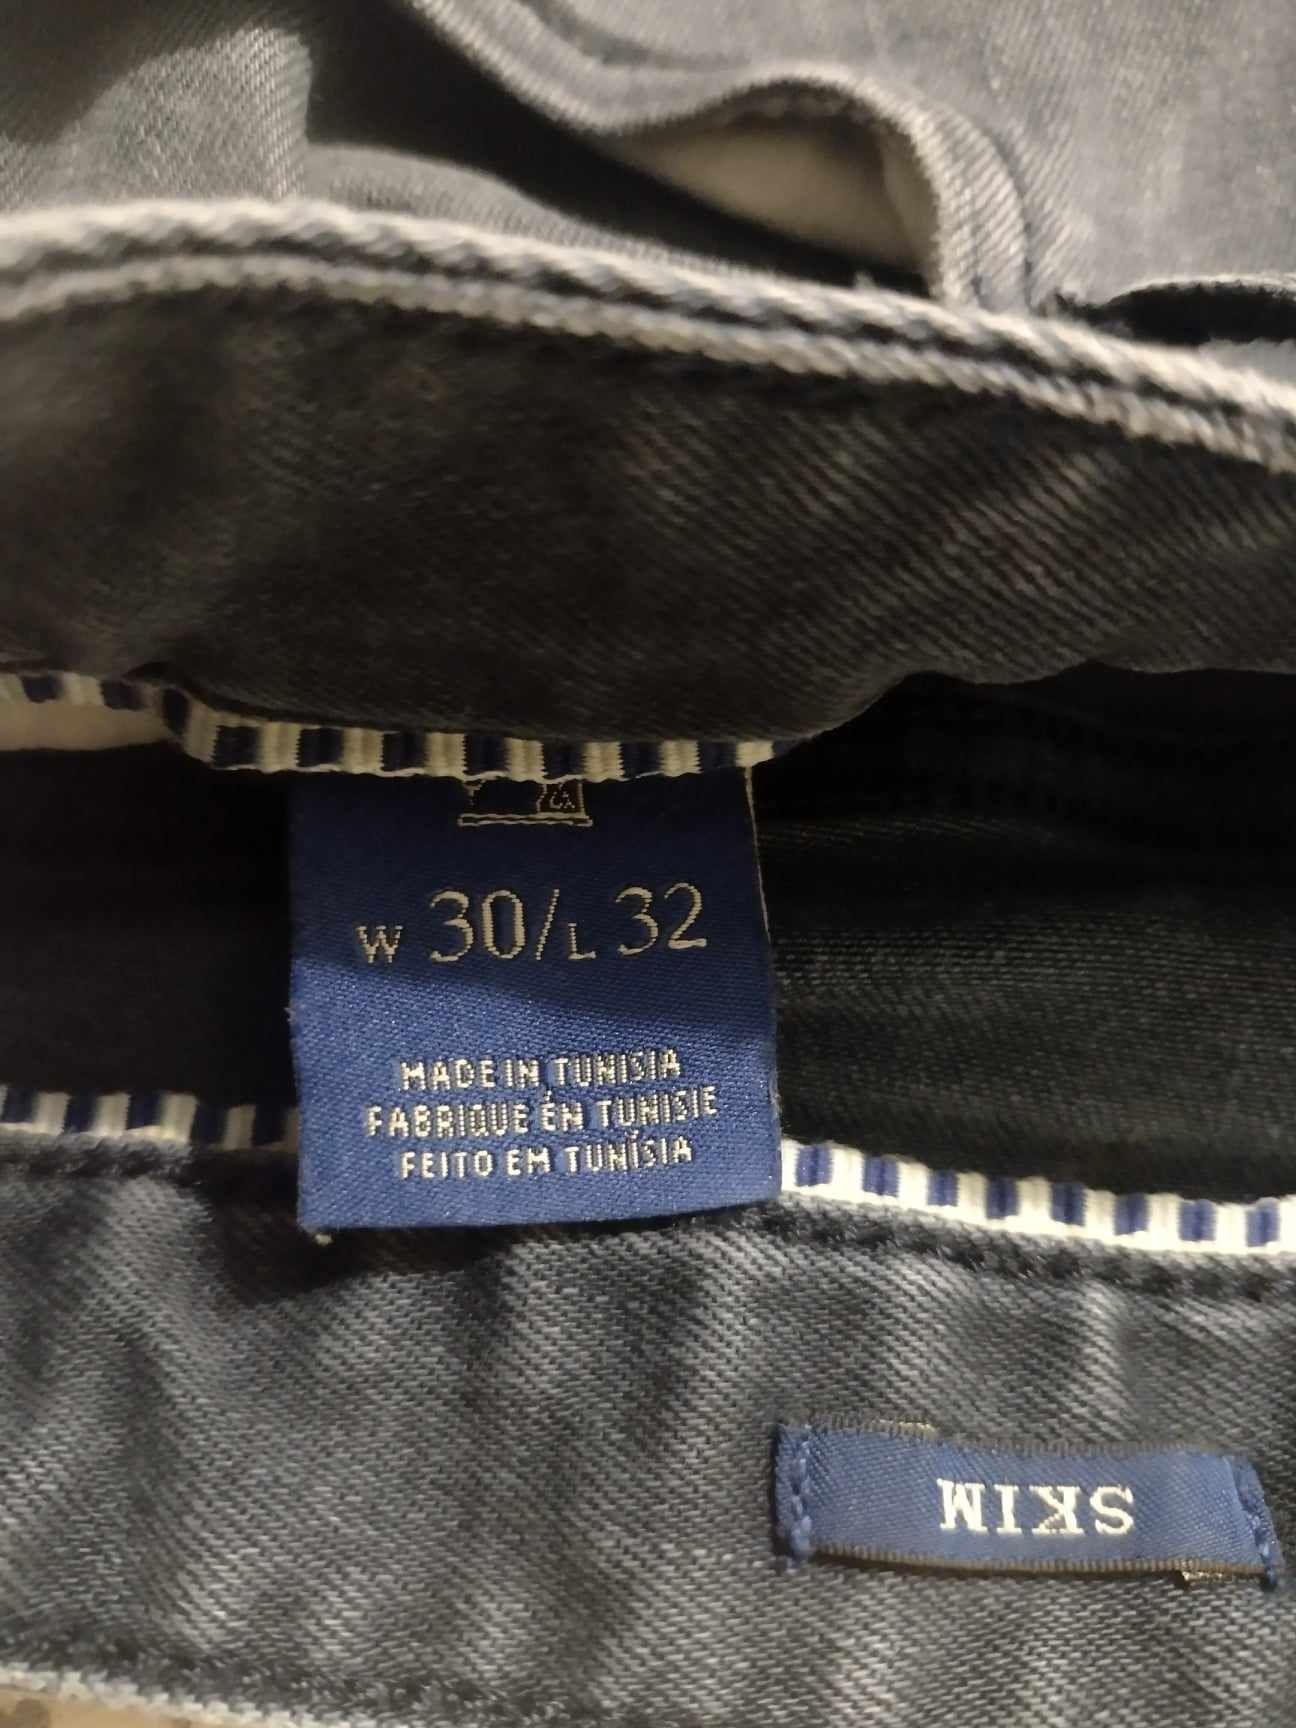 W 30/L 32
MADE IN TUNISIA
FABRIQUE ÉN TUNISIE
FEITO EM TUNÍSIA
SKIM